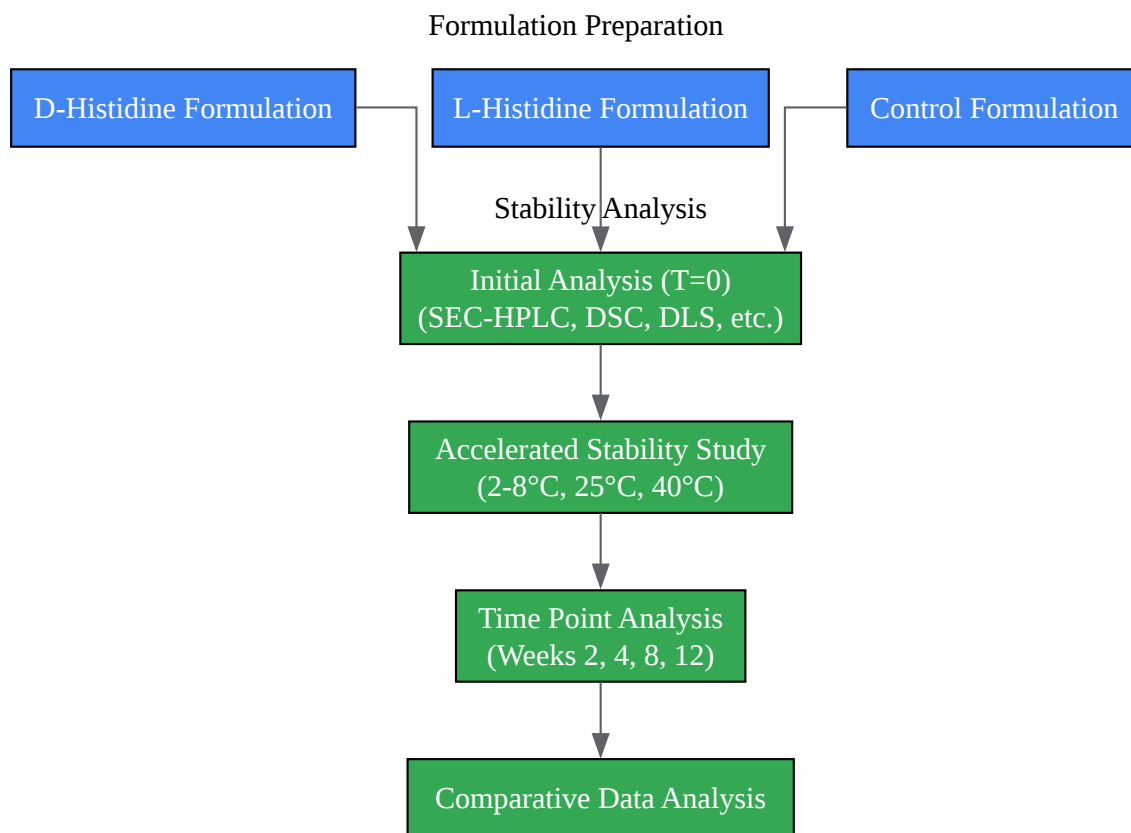 Formulation Preparation
D-Histidine Formulation
L-Histidine Formulation
Control Formulation
Stability Analysis
Initial Analysis (T=0)
(SEC-HPLC, DSC, DLS, etc.)
Accelerated Stability Study
(2-8°C, 25°C, 40°C)
Time Point Analysis
(Weeks 2, 4, 8, 12)
Comparative Data Analysis